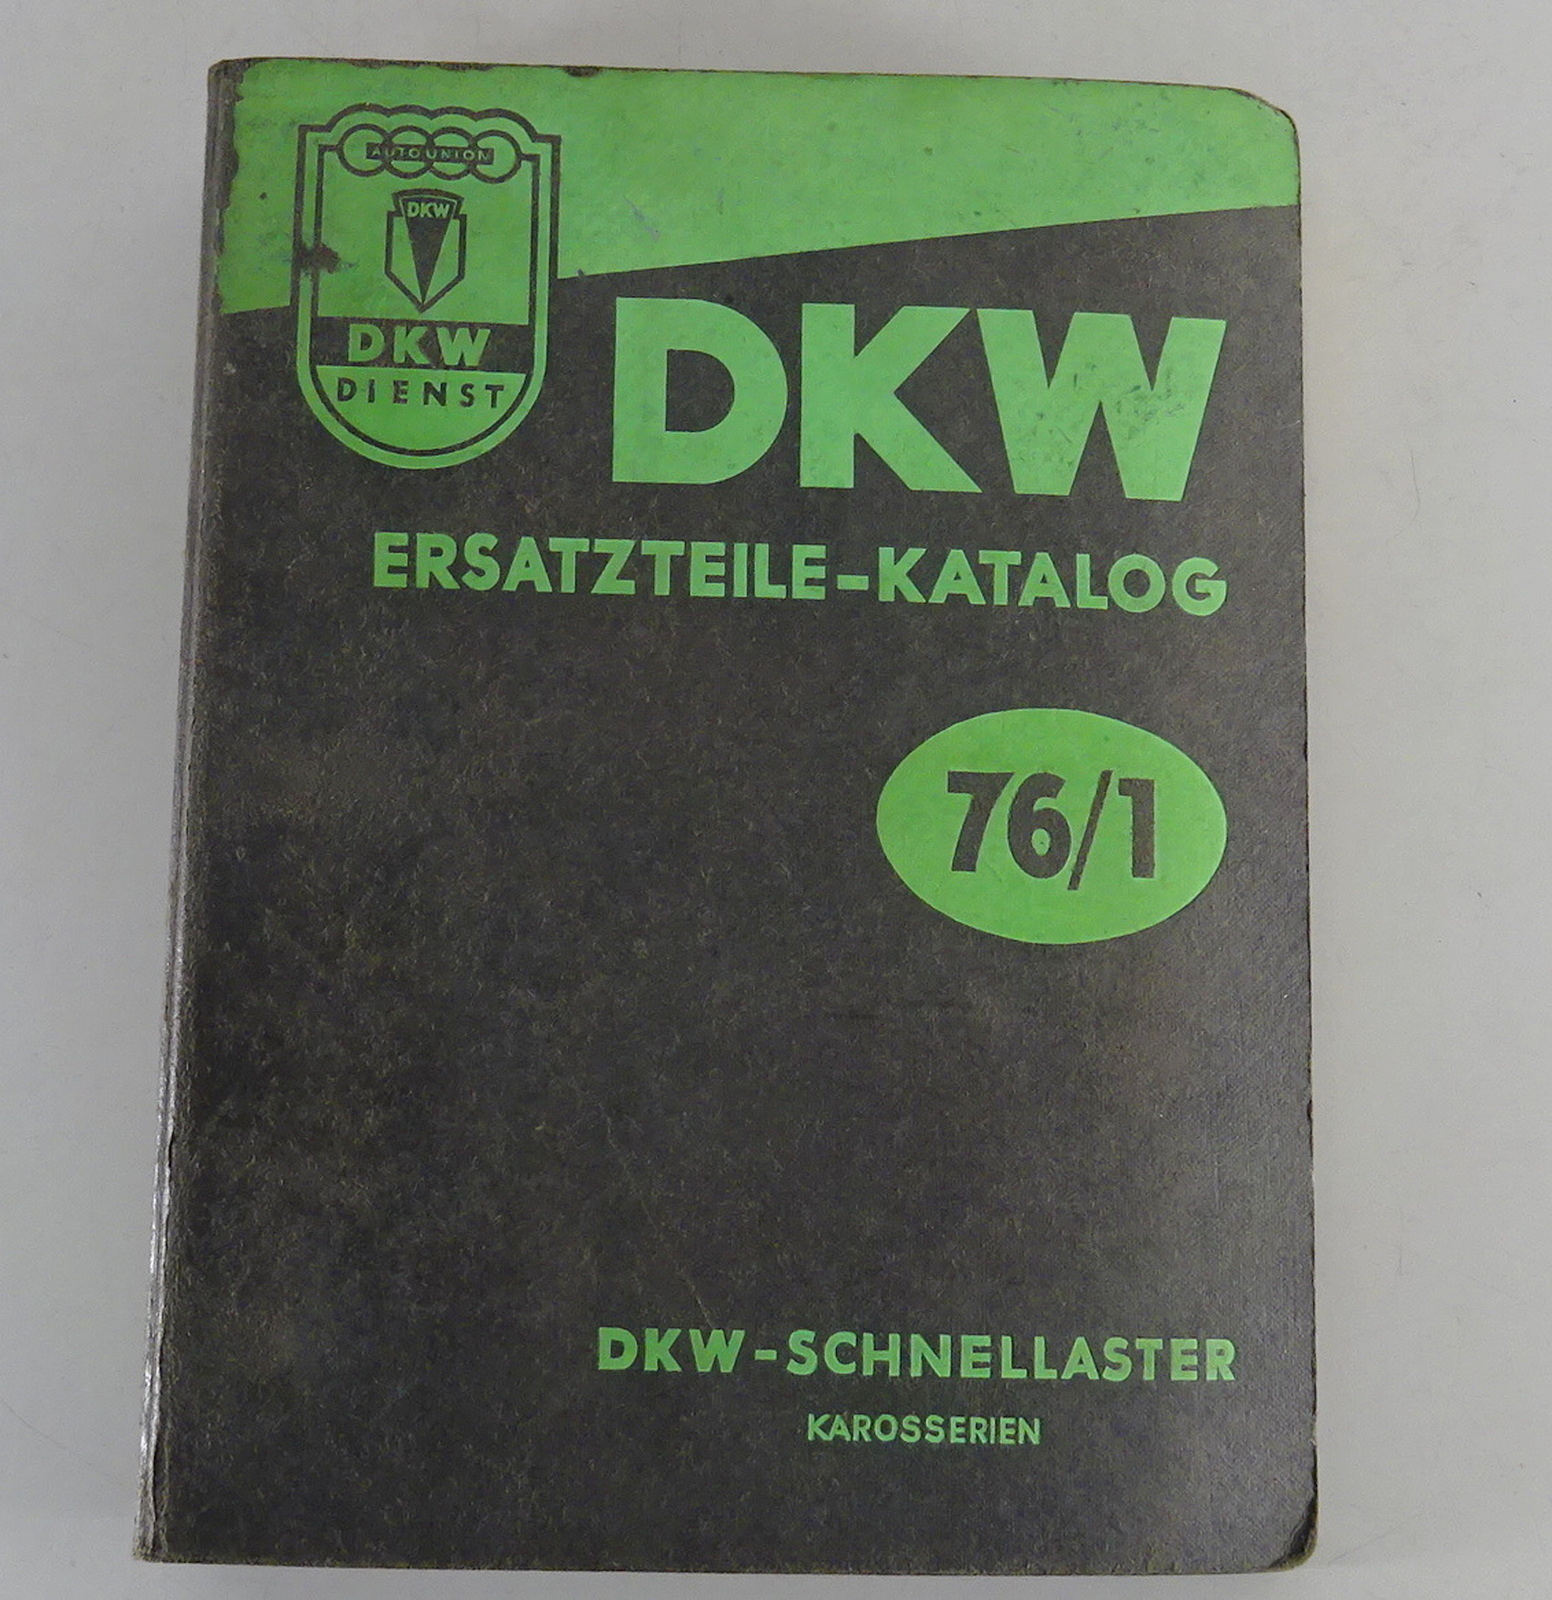 AUTO UNION
DKW
DKW
DIENST
DKW
ERSATZTEILE-KATALOG
76/1
DKW-SCHNELLASTER
KAROSSERIEN